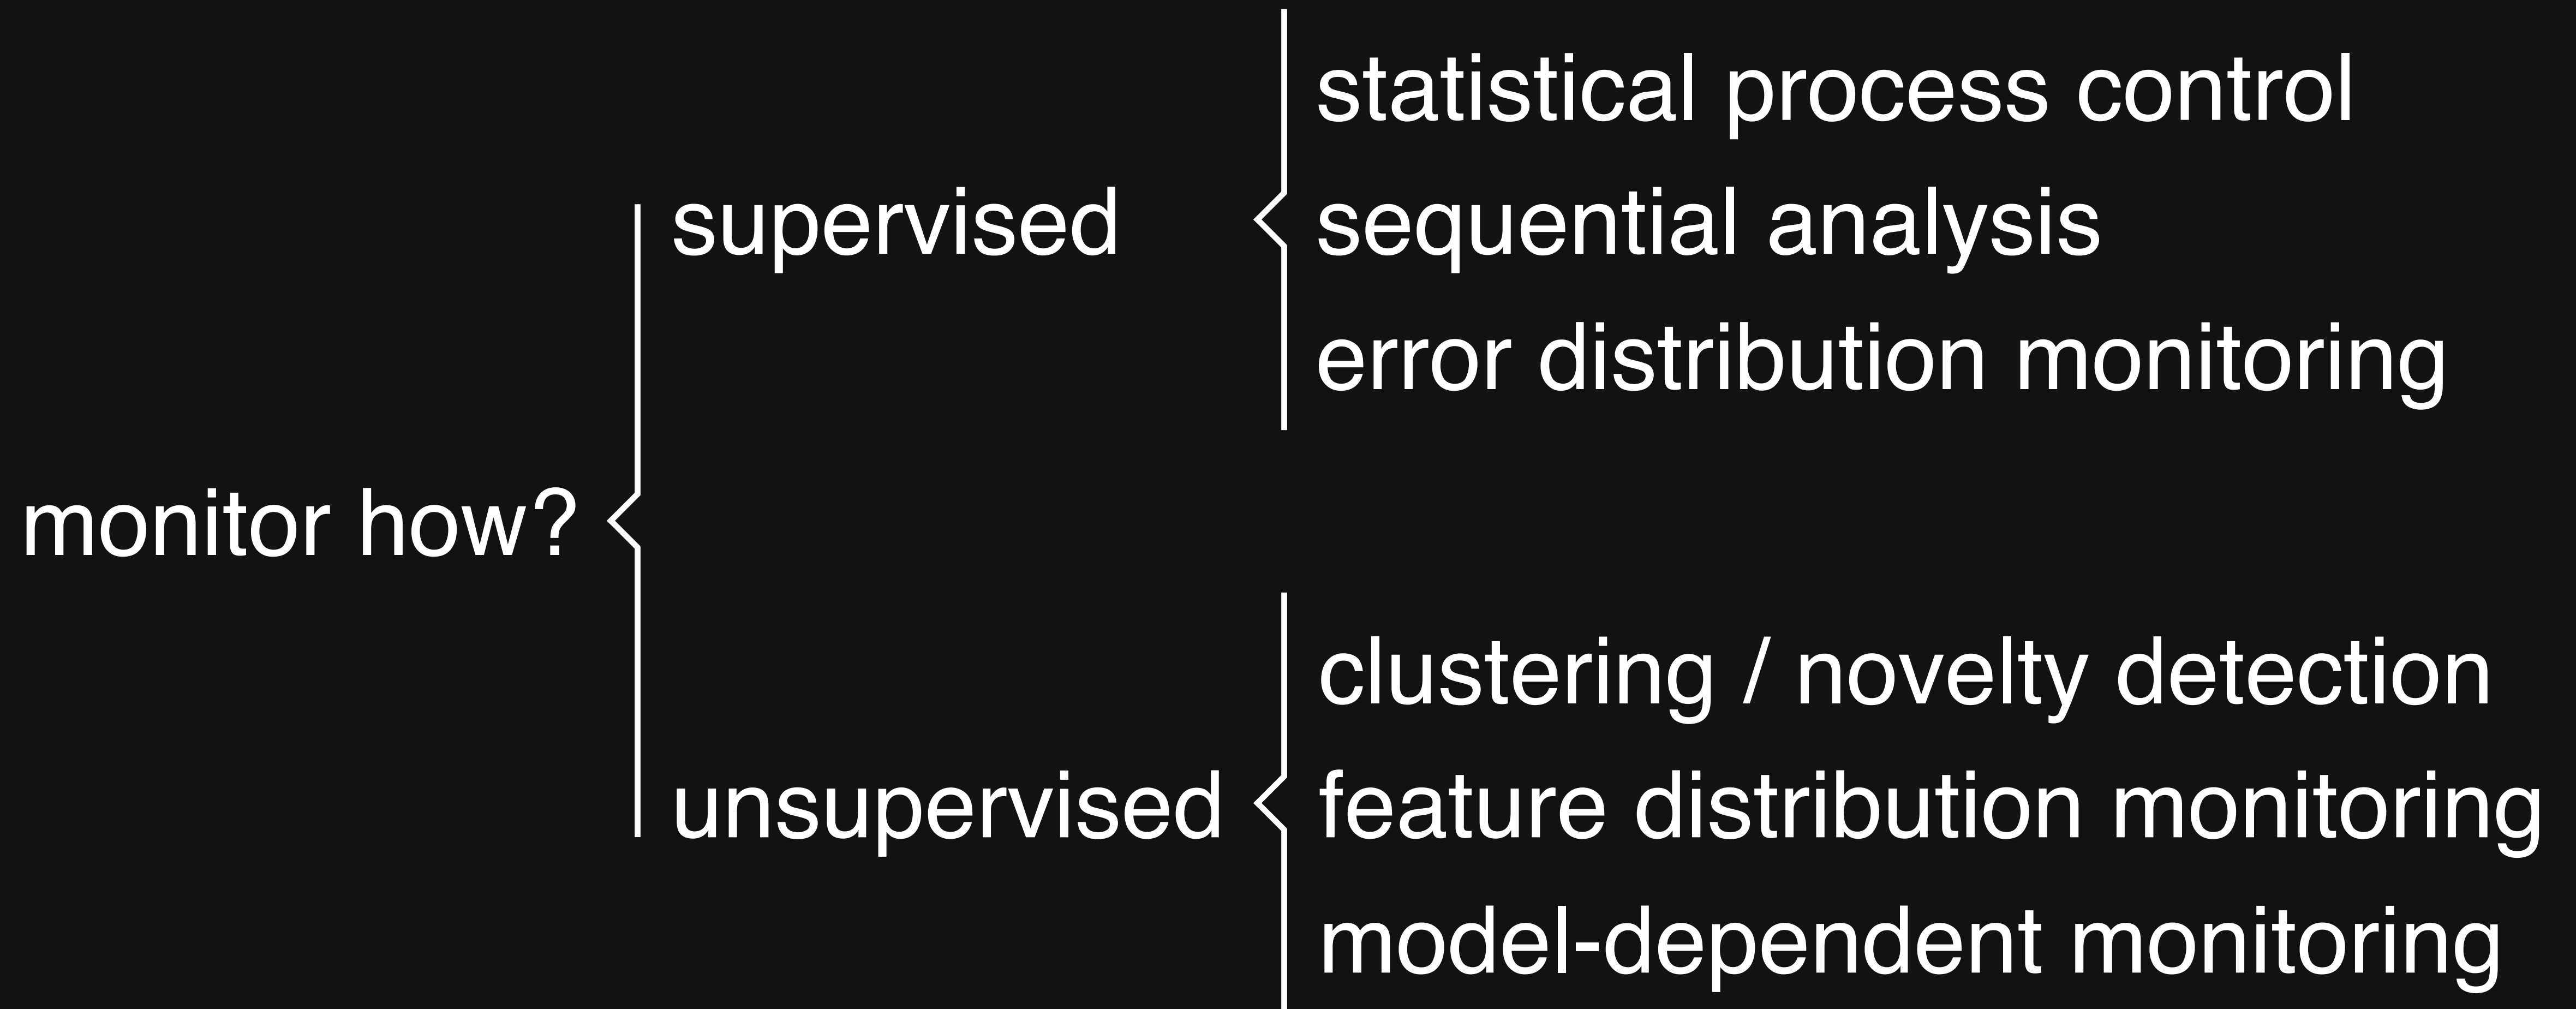 monitor how?
supervised
statistical process control
sequential analysis
error distribution monitoring
unsupervised
clustering / novelty detection
feature distribution monitoring
model-dependent monitoring